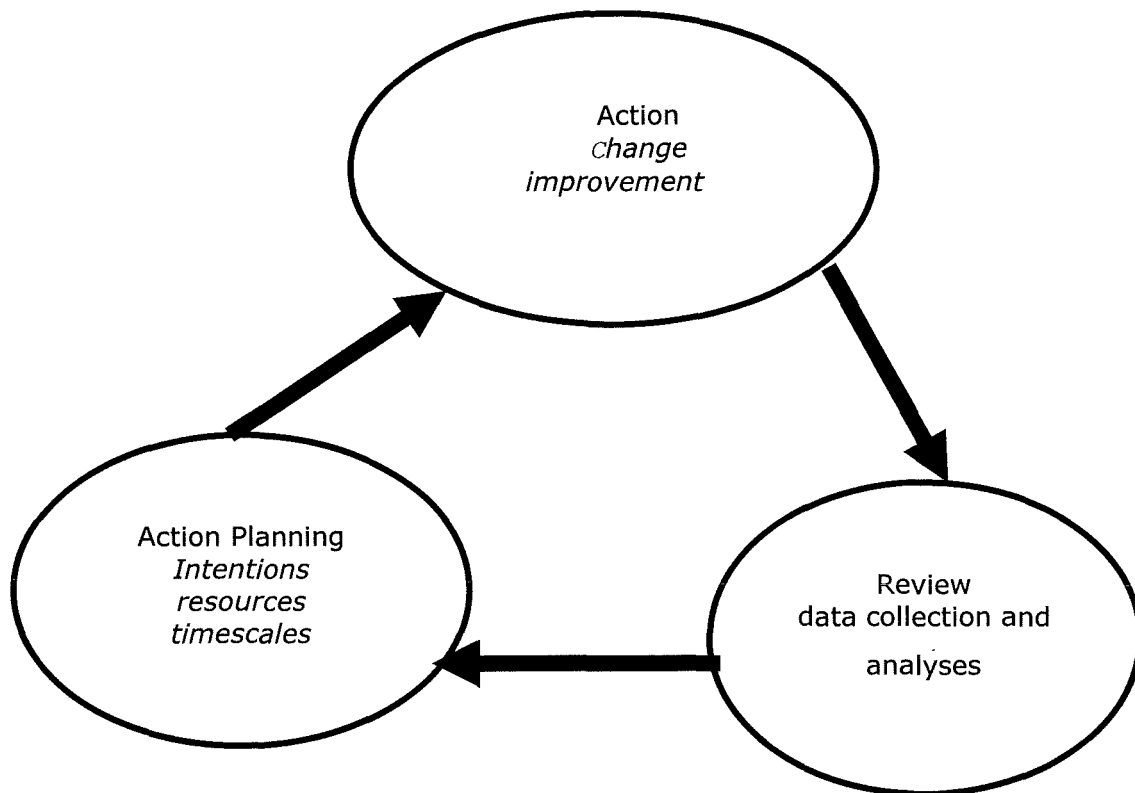 Action
change
improvement
Action Planning
Intentions
resources
timescales
Review
data collection and
analyses